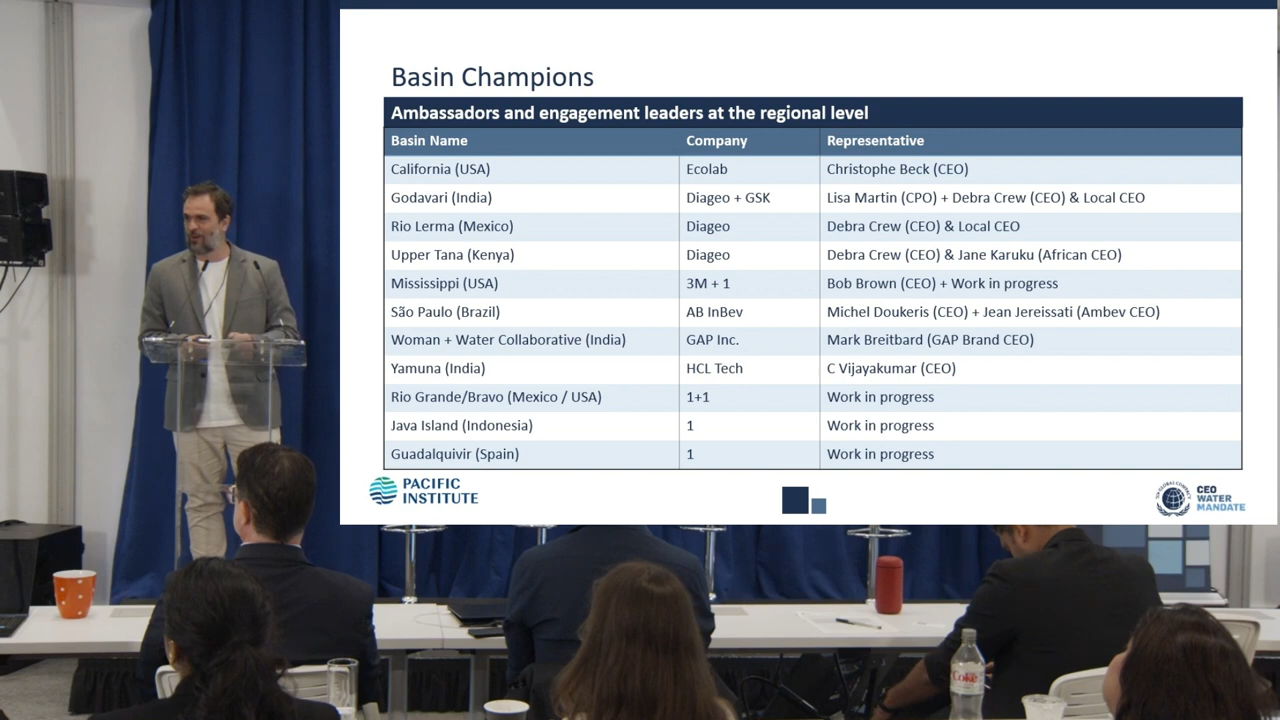 Basin Champions
Ambassadors and engagement leaders at the regional level
Basin Name Company Representative
California (USA) Ecolab Christophe Beck (CEO)
Godavari (India) Diageo + GSK Lisa Martin (CPO) + Debra Crew (CEO) & Local CEO
Rio Lerma (Mexico) Diageo Debra Crew (CEO) & Local CEO
Upper Tana (Kenya) Diageo Debra Crew (CEO) & Jane Karuku (African CEO)
Mississippi (USA) 3M + 1 Bob Brown (CEO) + Work in progress
São Paulo (Brazil) AB InBev Michel Doukeris (CEO) + Jean Jereissati (Ambev CEO)
Woman + Water Collaborative (India) GAP Inc. Mark Breitbard (GAP Brand CEO)
Yamuna (India) HCL Tech C Vijayakumar (CEO)
Rio Grande/Bravo (Mexico / USA) 1+1 Work in progress
Java Island (Indonesia) 1 Work in progress
Guadalquivir (Spain) 1 Work in progress
PACIFIC
INSTITUTE
CEO
WATER
MANDATE
Coke